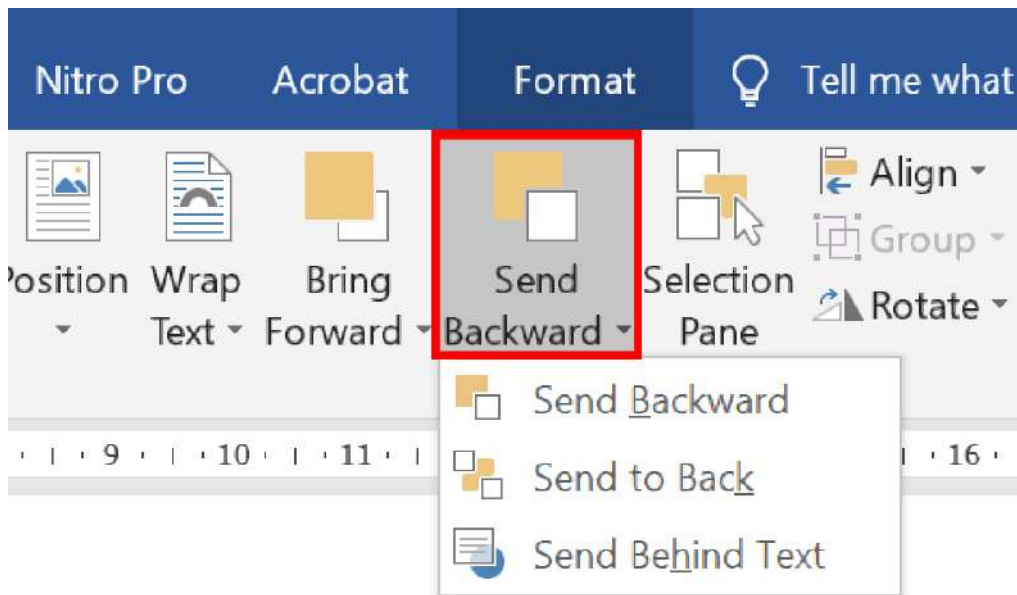 Nitro Pro Acrobat Format Tell me what
Position Wrap Text Bring Forward Send Backward Selection Pane
Align
Group
Rotate
9 10 11 16
Send Backward
Send to Back
Send Behind Text